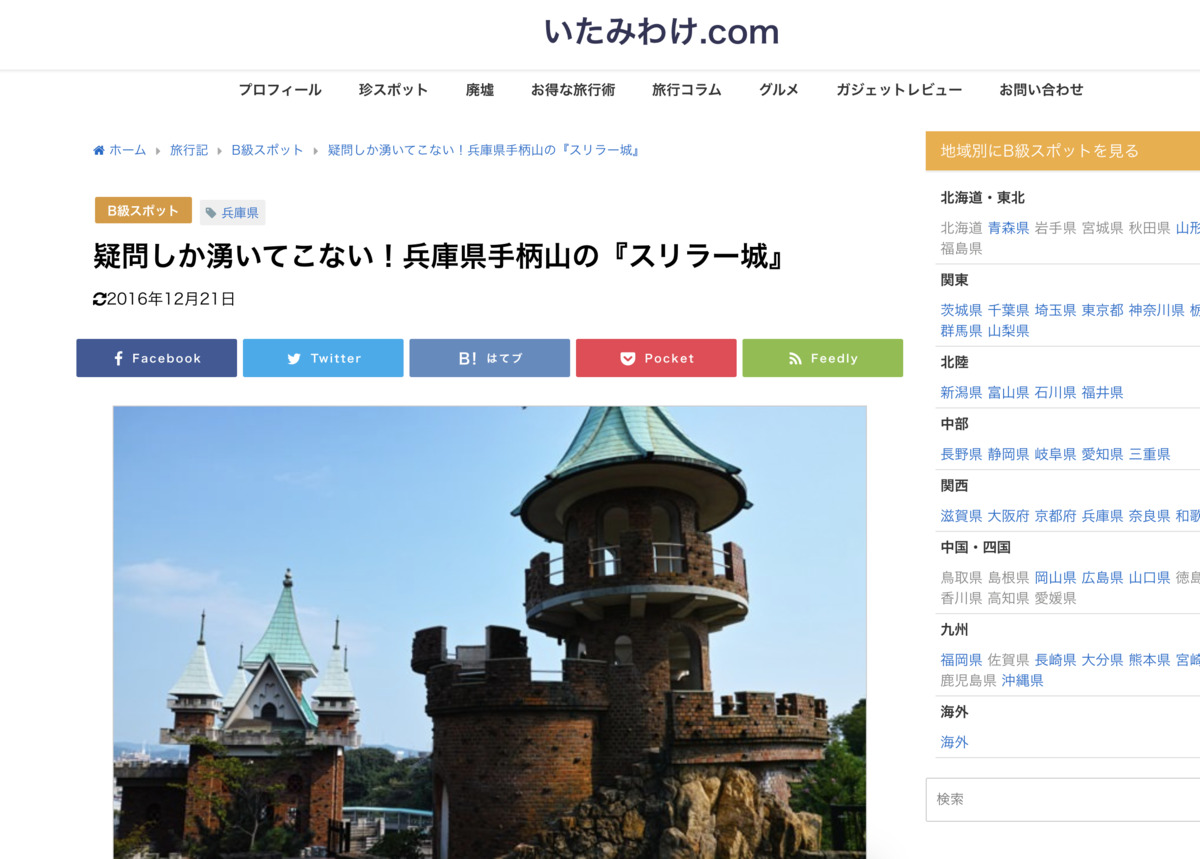 いたみわけ.com
プロフィール 珍スポット 廃墟 お得な旅行術 旅行コラム グルメ ガジェットレビュー お問い合わせ
ホーム 旅行記 B級スポット 疑問しか湧いてこない！兵庫県手柄山の『スリラー城』
B級スポット 兵庫県
疑問しか湧いてこない！兵庫県手柄山の『スリラー城』
2016年12月21日
Facebook Twitter B! はてブ Pocket Feedly
地域別にB級スポットを見る
北海道・東北
北海道 青森県 岩手県 宮城県 秋田県 山形
福島県
関東
茨城県 千葉県 埼玉県 東京都 神奈川県 栃
群馬県 山梨県
北陸
新潟県 富山県 石川県 福井県
中部
長野県 静岡県 岐阜県 愛知県 三重県
関西
滋賀県 大阪府 京都府 兵庫県 奈良県 和歌
中国・四国
鳥取県 島根県 岡山県 広島県 山口県 徳島
香川県 高知県 愛媛県
九州
福岡県 佐賀県 長崎県 大分県 熊本県 宮崎
鹿児島県 沖縄県
海外
海外
検索